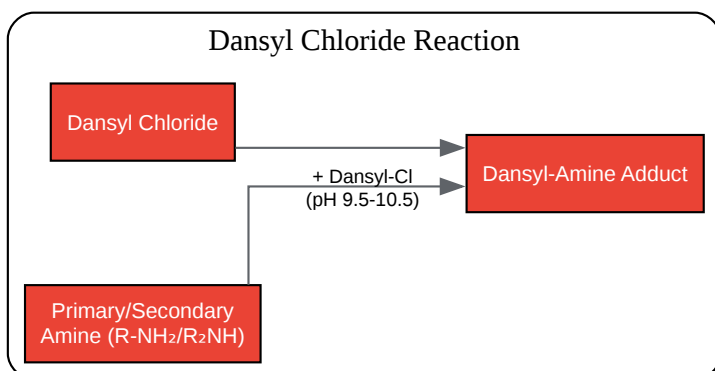 Dansyl Chloride Reaction
Dansyl Chloride
+ Dansyl-Cl
(pH 9.5-10.5)
Dansyl-Amine Adduct
Primary/Secondary
Amine (R-NH₂/R₂NH)